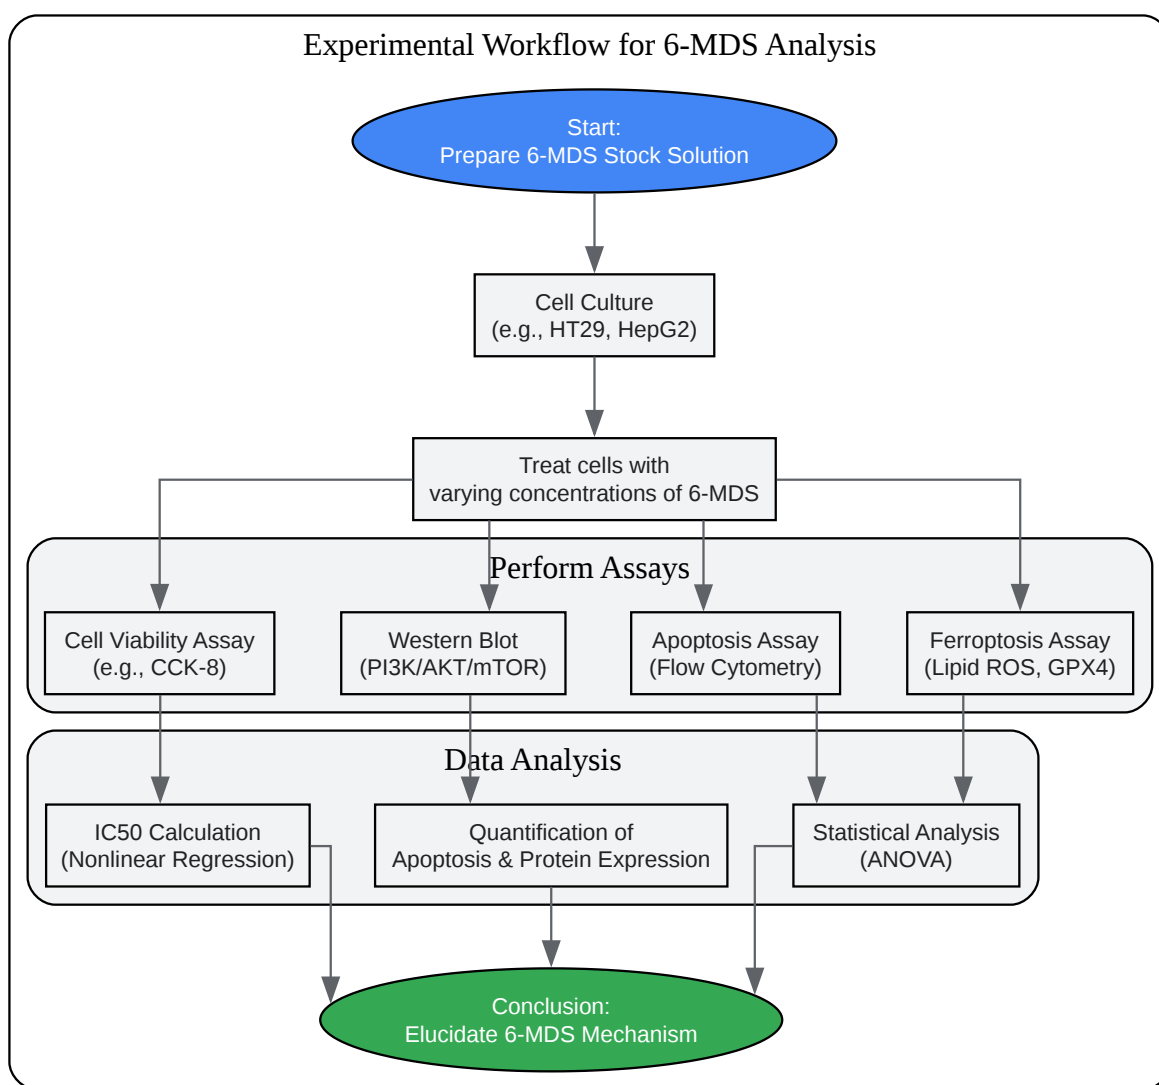 Experimental Workflow for 6-MDS Analysis
Start:
Prepare 6-MDS Stock Solution
Cell Culture
(e.g., HT29, HepG2)
Treat cells with
varying concentrations of 6-MDS
Perform Assays
Cell Viability Assay
(e.g., CCK-8)
Western Blot
(PI3K/AKT/mTOR)
Apoptosis Assay
(Flow Cytometry)
Ferroptosis Assay
(Lipid ROS, GPX4)
Data Analysis
IC50 Calculation
(Nonlinear Regression)
Quantification of
Apoptosis & Protein Expression
Statistical Analysis
(ANOVA)
Conclusion:
Elucidate 6-MDS Mechanism